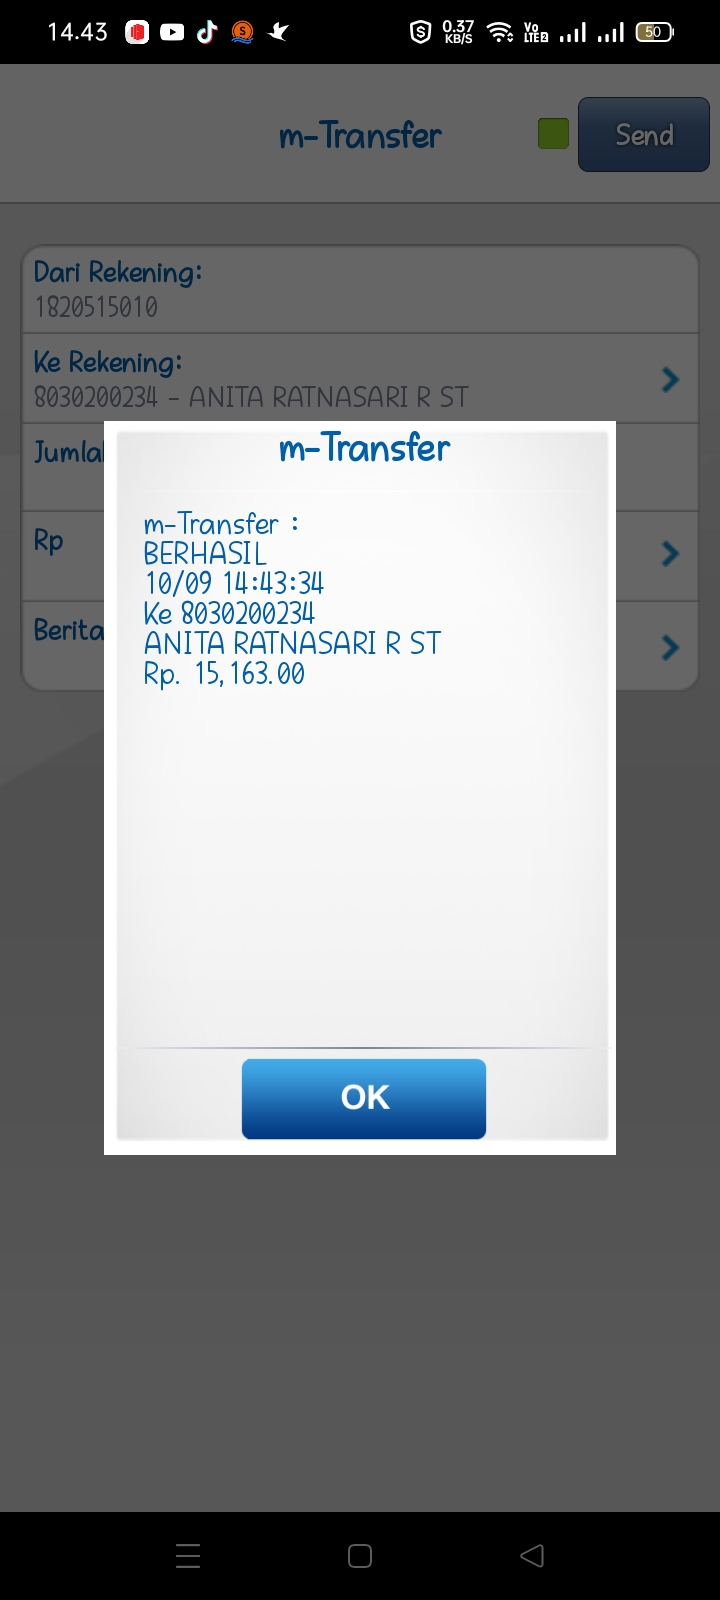 14.43
0.37
KB/S
Vo
LTE2
50
m-Transfer
Send
Dari Rekening:
1820515010
Ke Rekening:
8030200234 - ANITA RATNASARI R ST
Jumla
Rp
Berita
m-Transfer
m-Transfer :
BERHASIL
10/09 14:43:34
Ke 8030200234
ANITA RATNASARI R ST
Rp. 15,163.00
OK